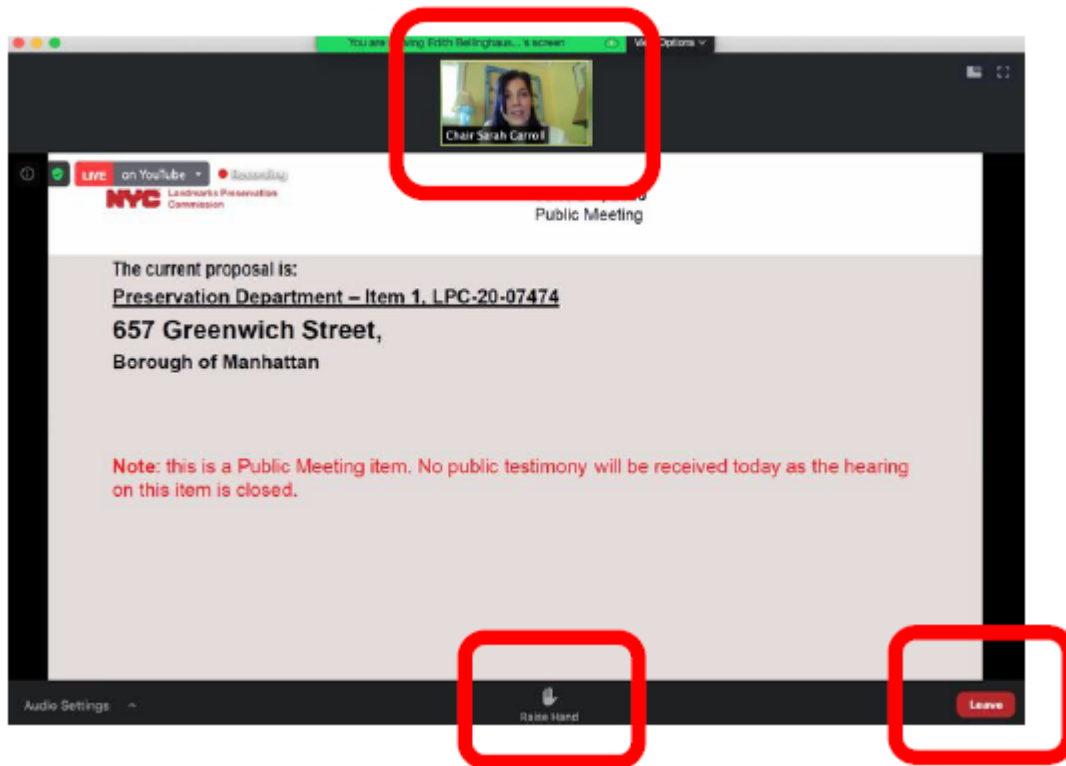 You are
ving Edith Bellinghaus...'s screen
Options
Chair Sarah Carroll
LIVE on YouTube
Recording
NYC Landmarks Preservation
Commission
Public Meeting
The current proposal is:
Preservation Department – Item 1, LPC-20-07474
657 Greenwich Street,
Borough of Manhattan
Note: this is a Public Meeting item. No public testimony will be received today as the hearing
on this item is closed.
Audio Settings
Raise Hand
Leave